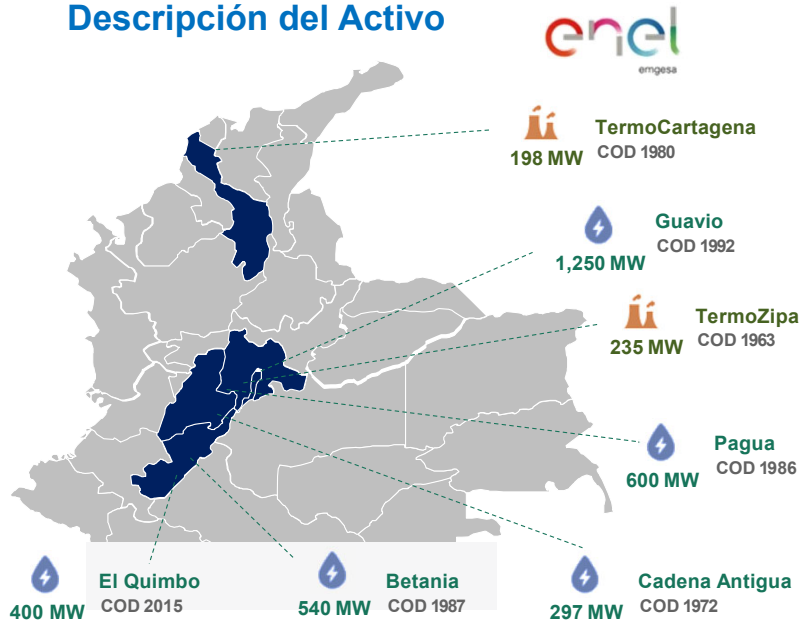 Descripción del Activo
enel
emgesa
TermoCartagena
198 MW
COD 1980
Guavio
1,250 MW
COD 1992
TermoZipa
235 MW
COD 1963
Pagua
600 MW
COD 1986
El Quimbo
400 MW
COD 2015
Betania
540 MW
COD 1987
Cadena Antigua
297 MW
COD 1972